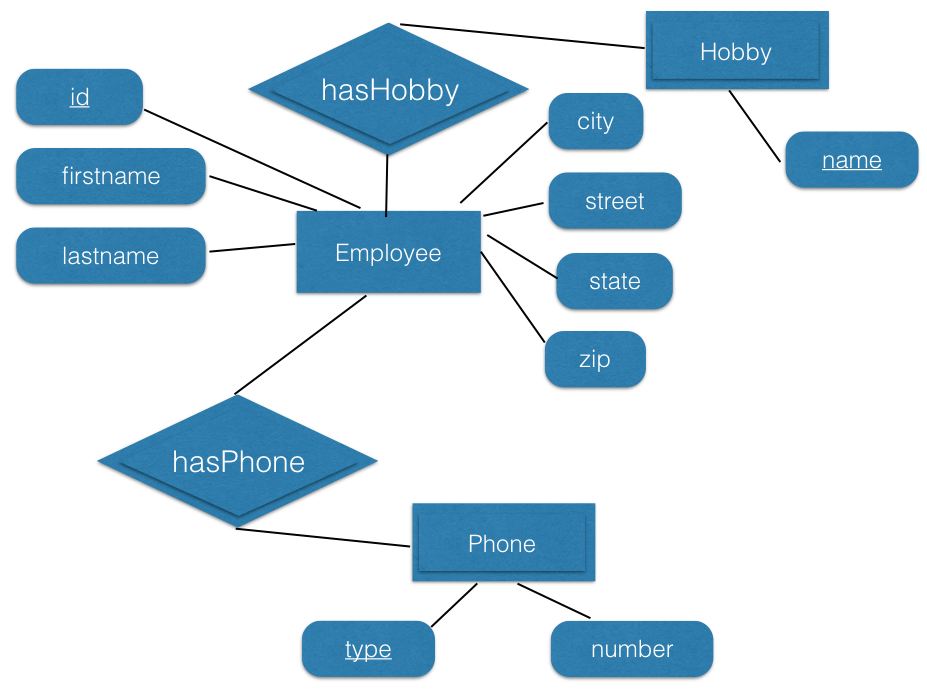 Hobby
hasHobby
id
city
name
firstname
street
Employee
lastname
state
zip
hasPhone
Phone
type
number